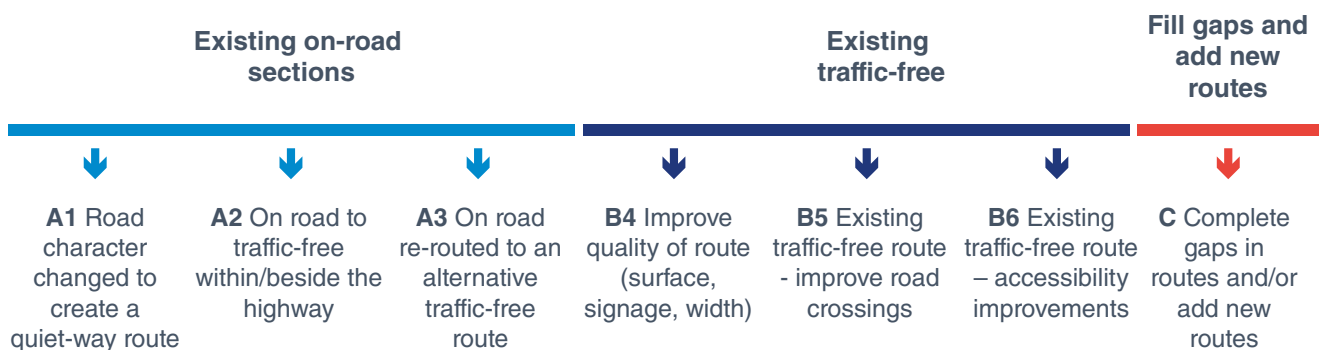 Existing on-road
sections
Existing
traffic-free
Fill gaps and
add new
routes
A1 Road
character
changed to
create a
quiet-way route
A2 On road to
traffic-free
within/beside the
highway
A3 On road
re-routed to an
alternative
traffic-free
route
B4 Improve
quality of route
(surface,
signage, width)
B5 Existing
traffic-free route
- improve road
crossings
B6 Existing
traffic-free route
– accessibility
improvements
C Complete
gaps in
routes and/or
add new
routes